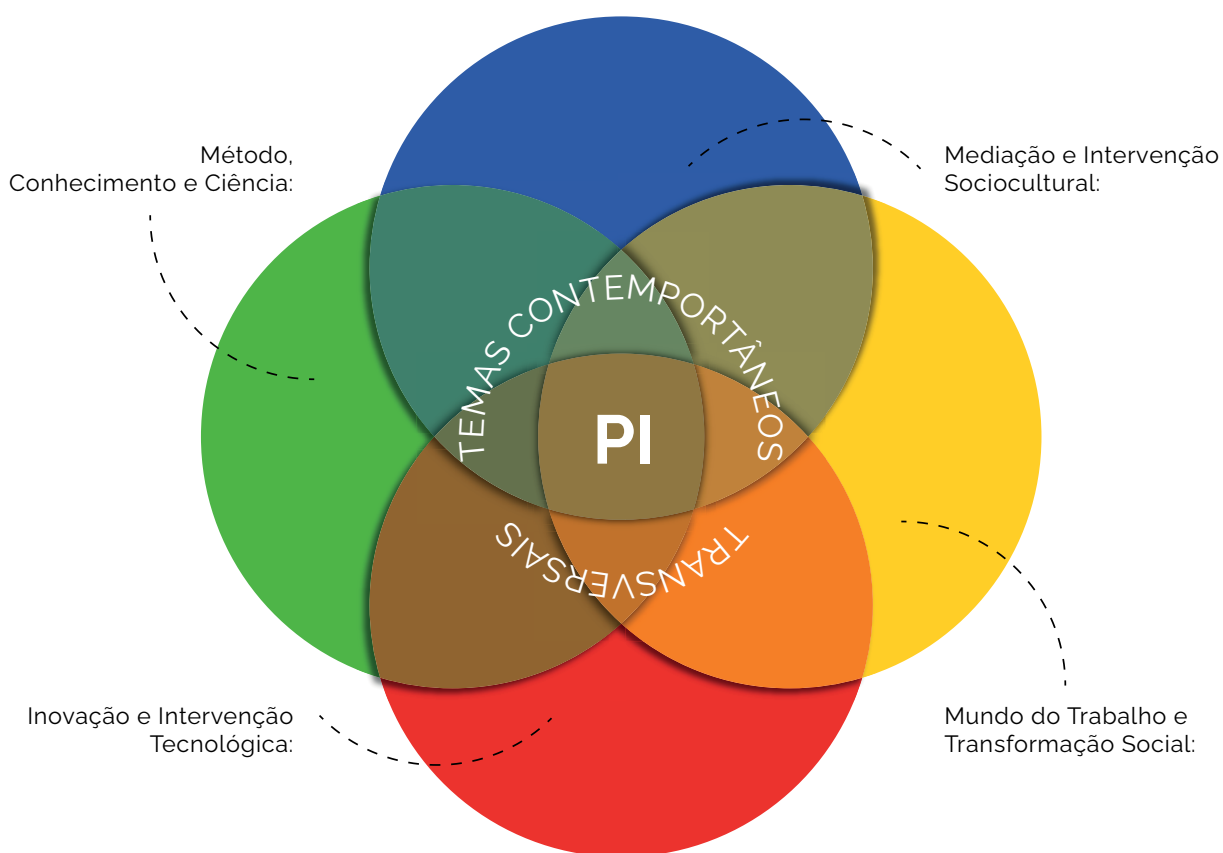 Método,
Conhecimento e Ciência:
Mediação e Intervenção
Sociocultural:
TEMAS CONTEMPORTÂNEOS
PI
TRANSVERSAIS
Inovação e Intervenção
Tecnológica:
Mundo do Trabalho e
Transformação Social: